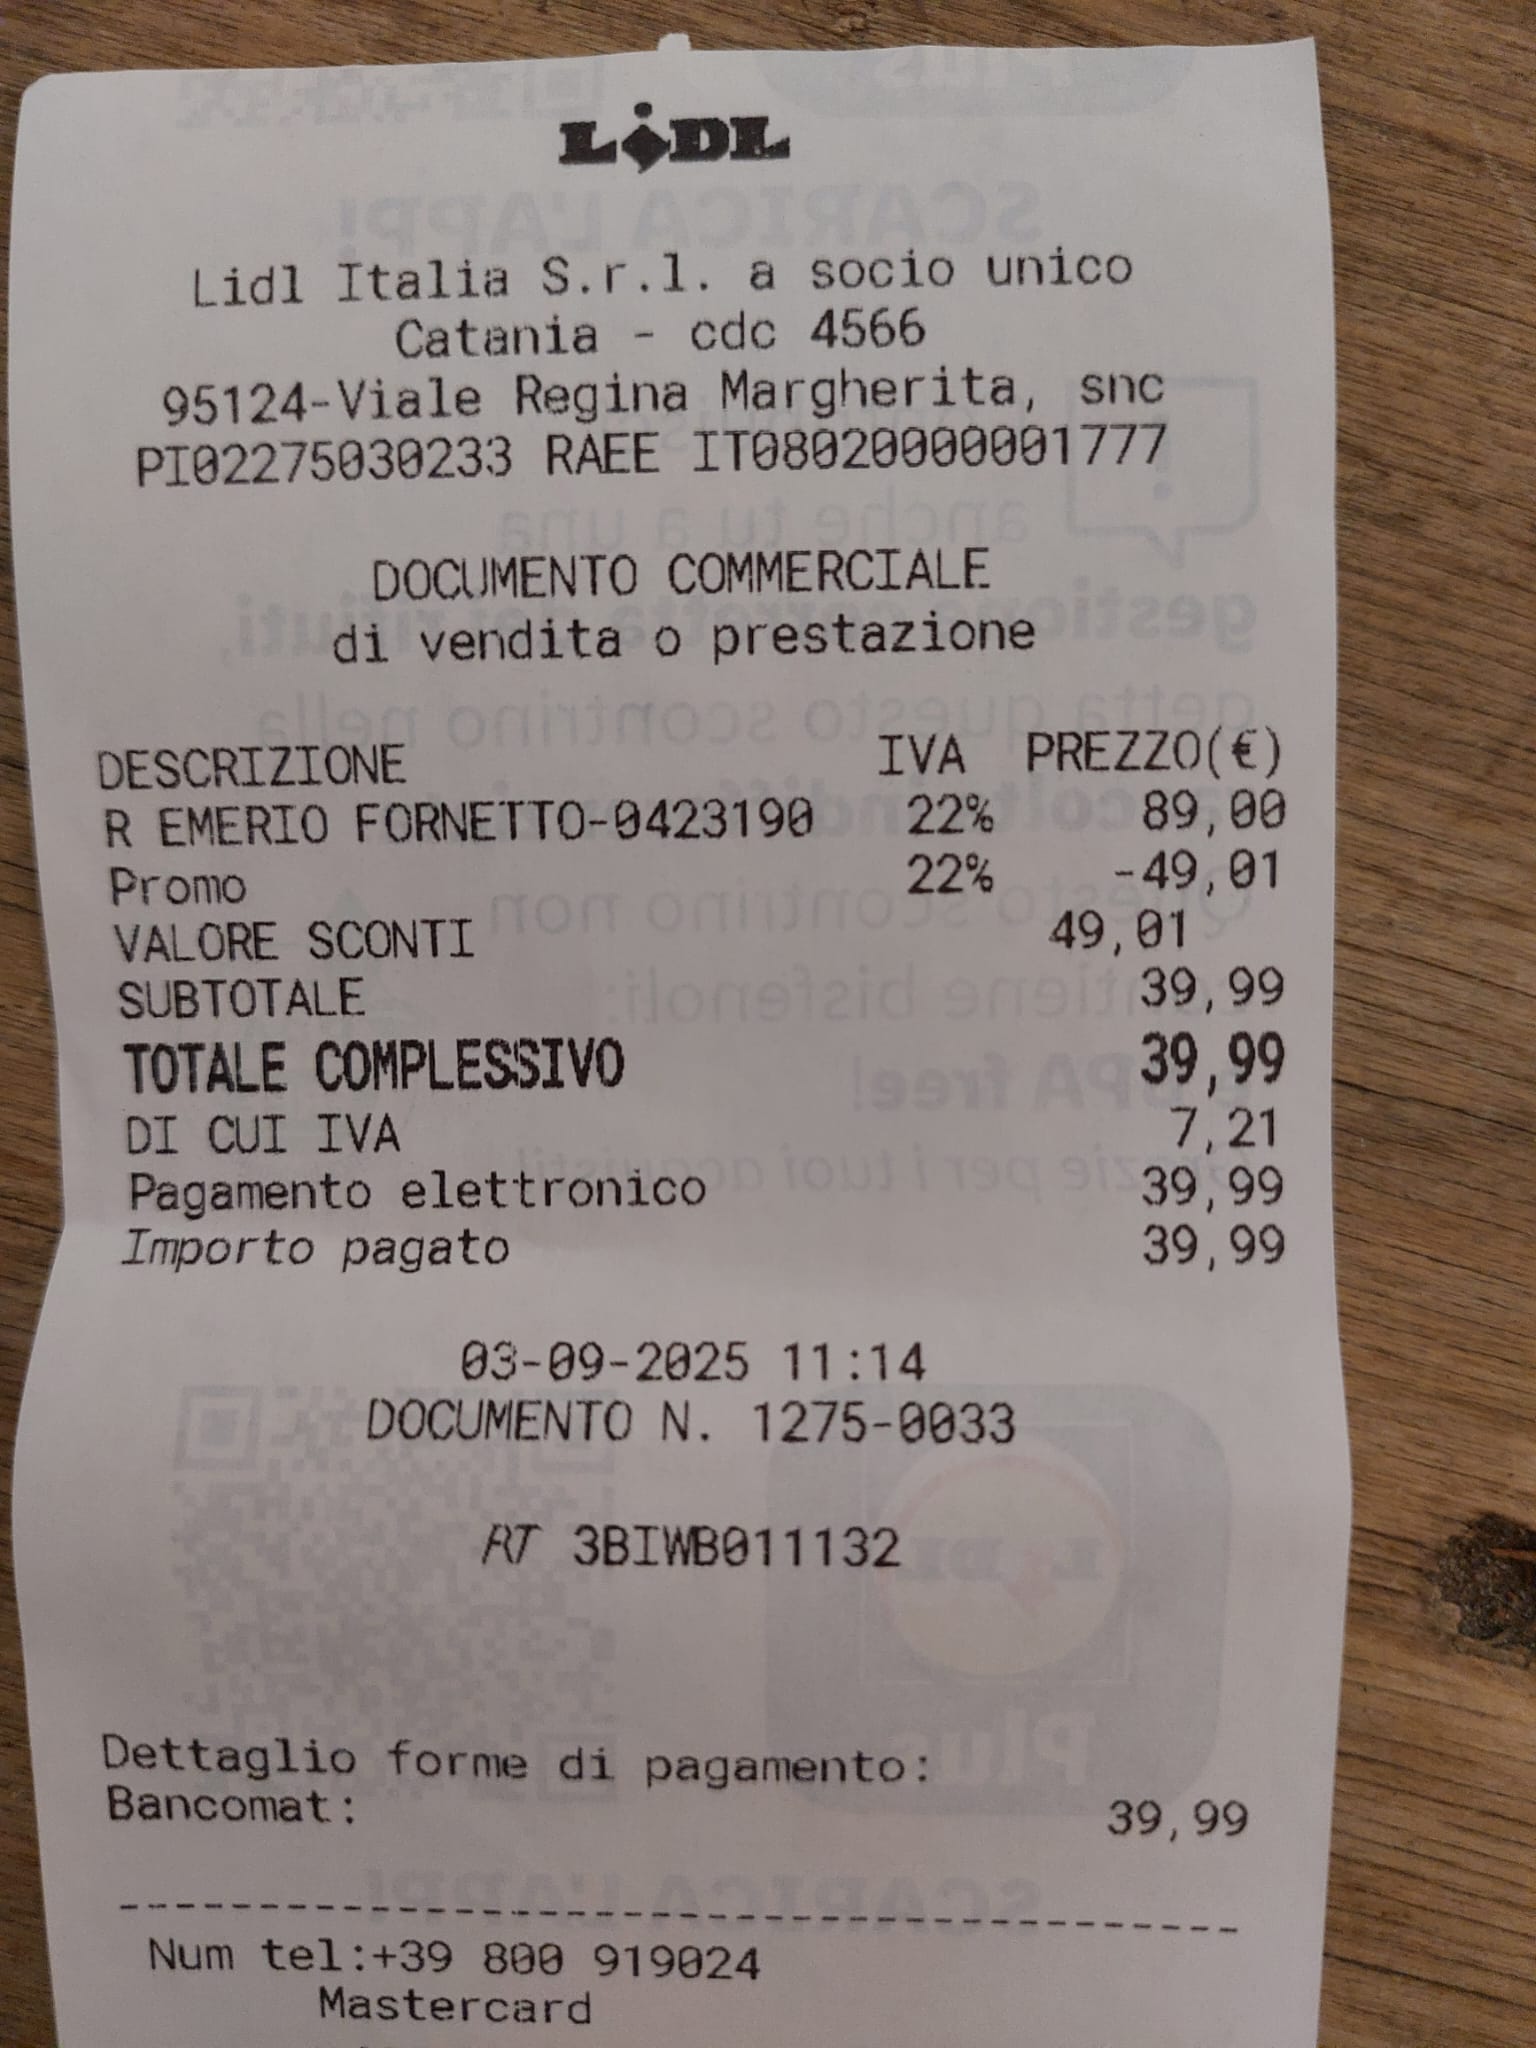 LIDL
Lidl Italia S.r.l. a socio unico
Catania - cdc 4566
95124-Viale Regina Margherita, snc
PI02275030233 RAEE IT08020000001777
DOCUMENTO COMMERCIALE
di vendita o prestazione
DESCRIZIONE IVA PREZZO(€)
R EMERIO FORNETTO-0423190 22% 89,00
Promo 22% -49,01
VALORE SCONTI 49,01
SUBTOTALE 39,99
TOTALE COMPLESSIVO 39,99
DI CUI IVA 7,21
Pagamento elettronico 39,99
Importo pagato 39,99
03-09-2025 11:14
DOCUMENTO N. 1275-0033
RT 3BIWB011132
Dettaglio forme di pagamento:
Bancomat: 39,99
Num tel:+39 800 919024
Mastercard